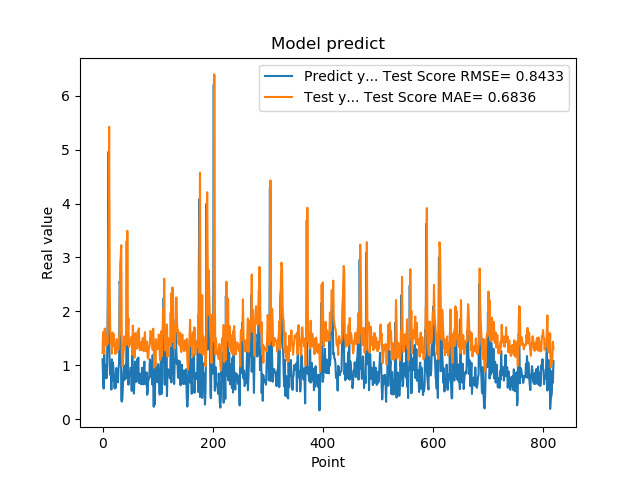 Model predict
Predict y... Test Score RMSE= 0.8433
Test y... Test Score MAE= 0.6836
Real value
6
5
4
3
2
1
0
0 200 400 600 800
Point